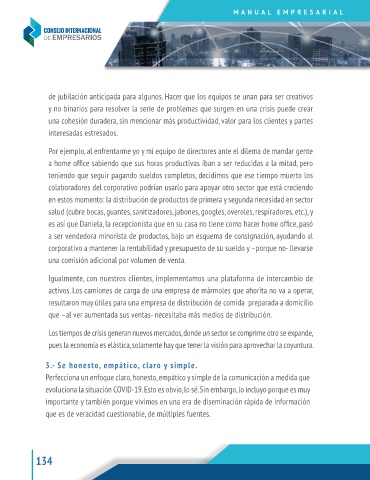 MANUAL EMPRESARIAL
CONSEJO INTERNACIONAL
DE EMPRESARIOS
de jubilación anticipada para algunos. Hacer que los equipos se unan para ser creativos
y no binarios para resolver la serie de problemas que surgen en una crisis puede crear
una cohesión duradera, sin mencionar más productividad, valor para los clientes y partes
interesadas estresados.
Por ejemplo, al enfrentarme yo y mi equipo de directores ante el dilema de mandar gente
a home office sabiendo que sus horas productivas iban a ser reducidas a la mitad, pero
teniendo que seguir pagando sueldos completos, decidimos que ese tiempo muerto los
colaboradores del corporativo podrían usarlo para apoyar otro sector que está creciendo
en estos momento: la distribución de productos de primera y segunda necesidad en sector
salud (cubre bocas, guantes, sanitizadores, jabones, googles, overoles, respiradores, etc.), y
es así que Daniela, la recepcionista que en su casa no tiene como hacer home office, pasó
a ser vendedora minorista de productos, bajo un esquema de consignación, ayudando al
corporativo a mantener la rentabilidad y presupuesto de su sueldo y –porque no- llevarse
una comisión adicional por volumen de venta.
Igualmente, con nuestros clientes, implementamos una plataforma de intercambio de
activos. Los camiones de carga de una empresa de mármoles que ahorita no va a operar,
resultaron muy útiles para una empresa de distribución de comida preparada a domicilio
que –al ver aumentada sus ventas- necesitaba más medios de distribución.
Los tiempos de crisis generan nuevos mercados, donde un sector se comprime otro se expande,
pues la economía es elástica, solamente hay que tener la visión para aprovechar la coyuntura.
3.- Se honesto, empático, claro y simple.
Perfecciona un enfoque claro, honesto, empático y simple de la comunicación a medida que
evoluciona la situación COVID-19. Esto es obvio, lo sé. Sin embargo, lo incluyo porque es muy
importante y también porque vivimos en una era de diseminación rápida de información
que es de veracidad cuestionable, de múltiples fuentes.
134